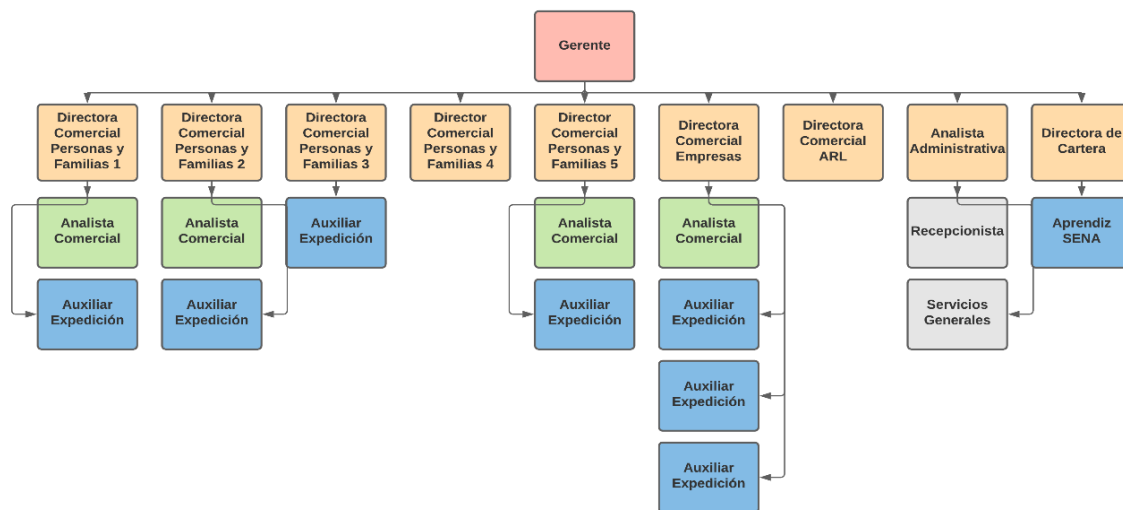 Gerente
Directora
Comercial
Personas y
Familias 1
Directora
Comercial
Personas y
Familias 2
Directora
Comercial
Personas y
Familias 3
Director
Comercial
Personas y
Familias 4
Director
Comercial
Personas y
Familias 5
Directora
Comercial
Empresas
Directora
Comercial
ARL
Analista
Administrativa
Directora de
Cartera
Analista
Comercial
Analista
Comercial
Auxiliar
Expedición
Analista
Comercial
Analista
Comercial
Recepcionista
Aprendiz
SENA
Auxiliar
Expedición
Auxiliar
Expedición
Auxiliar
Expedición
Auxiliar
Expedición
Servicios
Generales
Auxiliar
Expedición
Auxiliar
Expedición